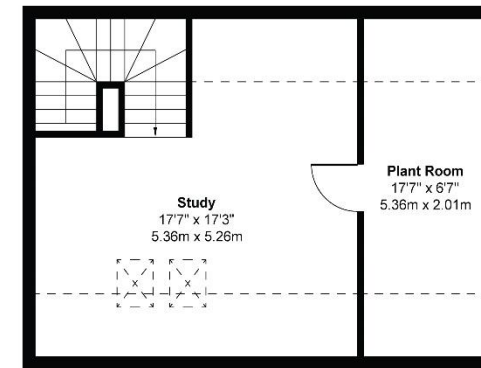 Study
17'7" x 17'3"
5.36m x 5.26m
Plant Room
17'7" x 6'7"
5.36m x 2.01m